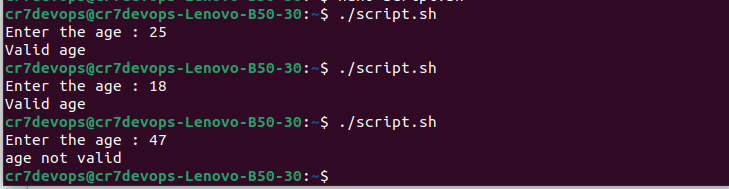 cr7devops@cr7devops-Lenovo-B50-30:~$ ./script.sh
Enter the age : 25
Valid age
cr7devops@cr7devops-Lenovo-B50-30:~$ ./script.sh
Enter the age : 18
Valid age
cr7devops@cr7devops-Lenovo-B50-30:~$ ./script.sh
Enter the age : 47
age not valid
cr7devops@cr7devops-Lenovo-B50-30:~$